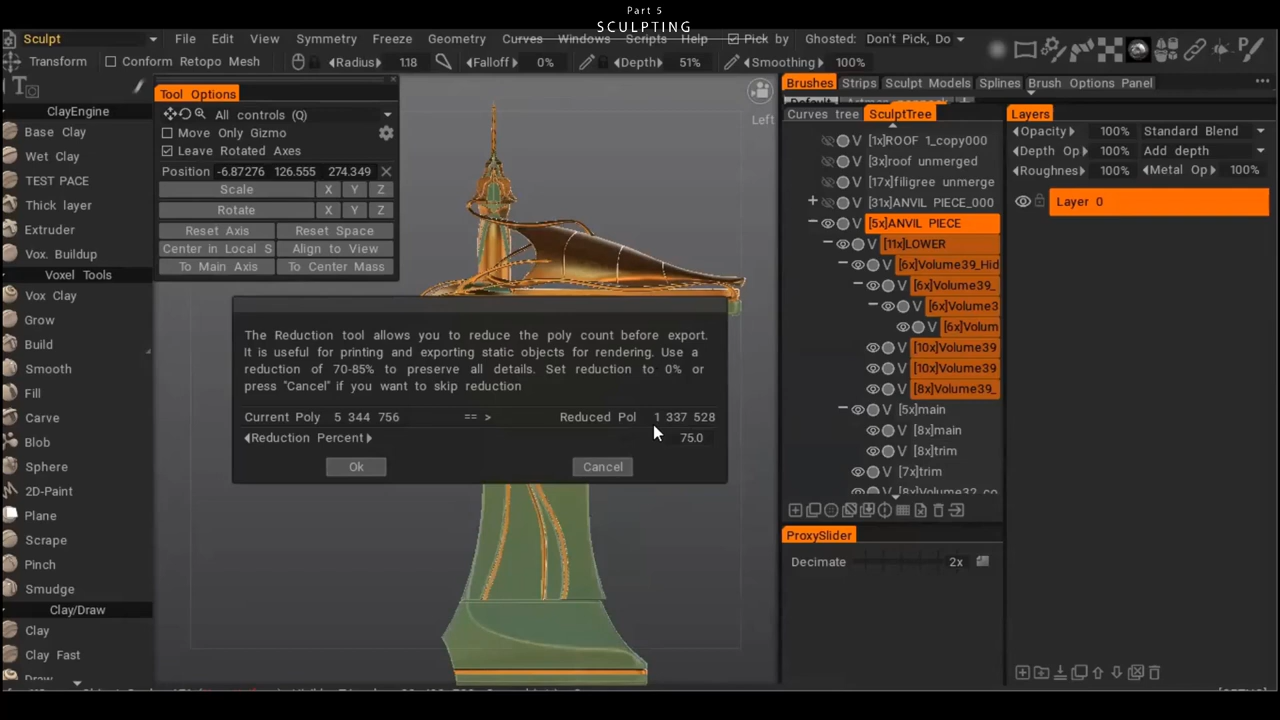 Part 5
SCULPTING
Sculpt File Edit View Symmetry Freeze Geometry Curves Windows Scripts Help Pick by Ghosted: Don't Pick, Do
Transform Conform Retopo Mesh Radius 118 Falloff 0% Depth 51% Smoothing 100%
ClayEngine
Base Clay
Wet Clay
TEST PACE
Thick layer
Extruder
Vox. Buildup
Voxel Tools
Vox Clay
Grow
Build
Smooth
Fill
Carve
Blob
Sphere
2D-Paint
Plane
Scrape
Pinch
Smudge
Clay/Draw
Clay
Clay Fast
Tool Options
All controls (Q)
Move Only Gizmo
Leave Rotated Axes
Position -6.87276 126.555 274.349
Scale X Y Z
Rotate X Y Z
Reset Axis Reset Space
Center in Local S Align to View
To Main Axis To Center Mass
Left
The Reduction tool allows you to reduce the poly count before export.
It is useful for printing and exporting static objects for rendering. Use a
reduction of 70-85% to preserve all details. Set reduction to 0% or
press "Cancel" if you want to skip reduction
Current Poly 5 344 756 == > Reduced Pol 1 337 528
Reduction Percent 75.0
Ok Cancel
Brushes Strips Sculpt Models Splines Brush Options Panel
Curves tree SculptTree
V [1x]ROOF 1_copy000
V [3x]roof unmerged
V [17x]filigree unmerge
V [31x]ANVIL PIECE_000
V [5x]ANVIL PIECE
V [11x]LOWER
V [6x]Volume39_Hid
V [6x]Volume39_
V [6x]Volume3
V [6x]Volum
V [10x]Volume39
V [10x]Volume39
V [8x]Volume39_
V [5x]main
V [8x]main
V [8x]trim
V [7x]trim
ProxySlider
Decimate 2x
Layers
Opacity 100% Standard Blend
Depth Op 100% Add depth
Roughness 100% Metal Op 100%
Layer 0